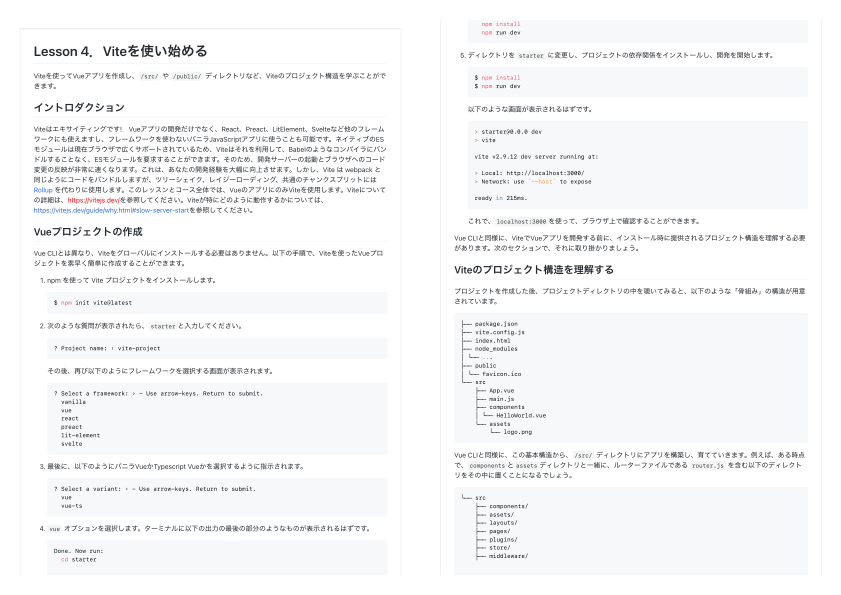 Lesson 4. Viteを使い始める
Viteを使ってVueアプリを作成し、 /src/ や /public/ ディレクトリなど、Viteのプロジェクト構造を学ぶことがで
きます。
イントロダクション
Viteはエキサイティングです! Vueアプリの開発だけでなく、React、Preact、LitElement、Svelteなど他のフレーム
ワークにも使えますし、フレームワークを使わないバニラJavaScriptアプリに使うことも可能です。ネイティブのES
モジュールは現在ブラウザで広くサポートされているため、Viteはそれを利用して、Babelのようなコンパイラにバン
ドルすることなく、ESモジュールを要求することができます。そのため、開発サーバーの起動とブラウザへのコード
変更の反映が非常に速くなります。これは、あなたの開発経験を大幅に向上させます。しかし、Vite は webpack と
同じようにコードをバンドルしますが、ツリーシェイク、レイジーローディング、共通のチャンクスプリットには
Rollup を代わりに使用します。このレッスンとコース全体では、VueのアプリにのみViteを使用します。Viteについて
の詳細は、https://vitejs.dev/を参照してください。Viteが特にどのように動作するかについては、
https://vitejs.dev/guide/why.html#slow-server-startを参照してください。
Vueプロジェクトの作成
Vue CLIとは異なり、Viteをグローバルにインストールする必要はありません。以下の手順で、Viteを使ったVueプロ
ジェクトを素早く簡単に作成することができます。
1. npm を使って Vite プロジェクトをインストールします。
$ npm init vite@latest
2. 次のような質問が表示されたら、 starter と入力してください。
? Project name: › vite-project
その後、再び以下のようにフレームワークを選択する画面が表示されます。
? Select a framework: › - Use arrow-keys. Return to submit.
vanilla
vue
react
preact
lit-element
svelte
3. 最後に、以下のようにバニラVueかTypescript Vueかを選択するように指示されます。
? Select a variant: › - Use arrow-keys. Return to submit.
vue
vue-ts
4. vue オプションを選択します。ターミナルに以下の出力の最後の部分のようなものが表示されるはずです。
Done. Now run:
cd starter
npm install
npm run dev
5. ディレクトリを starter に変更し、プロジェクトの依存関係をインストールし、開発を開始します。
$ npm install
$ npm run dev
以下のような画面が表示されるはずです。
> starter@0.0.0 dev
> vite
vite v2.9.12 dev server running at:
> Local: http://localhost:3000/
> Network: use `--host` to expose
ready in 215ms.
これで、 localhost:3000 を使って、ブラウザ上で確認することができます。
Vue CLIと同様に、ViteでVueアプリを開発する前に、インストール時に提供されるプロジェクト構造を理解する必要
があります。次のセクションで、それに取り掛かりましょう。
Viteのプロジェクト構造を理解する
プロジェクトを作成した後、プロジェクトディレクトリの中を覗いてみると、以下のような「骨組み」の構造が用意
されています。
├── package.json
├── vite.config.js
├── index.html
├── node_modules
│ └── ...
├── public
│ └── favicon.ico
└── src
├── App.vue
├── main.js
├── components
│ └── HelloWorld.vue
└── assets
└── logo.png
Vue CLIと同様に、この基本構造から、 /src/ ディレクトリにアプリを構築し、育てていきます。例えば、ある時点
で、 components と assets ディレクトリと一緒に、ルーターファイルである router.js を含む以下のディレクト
リをその中に置くことになるでしょう。
└── src
├── components/
├── assets/
├── layouts/
├── pages/
├── plugins/
├── store/
├── middleware/